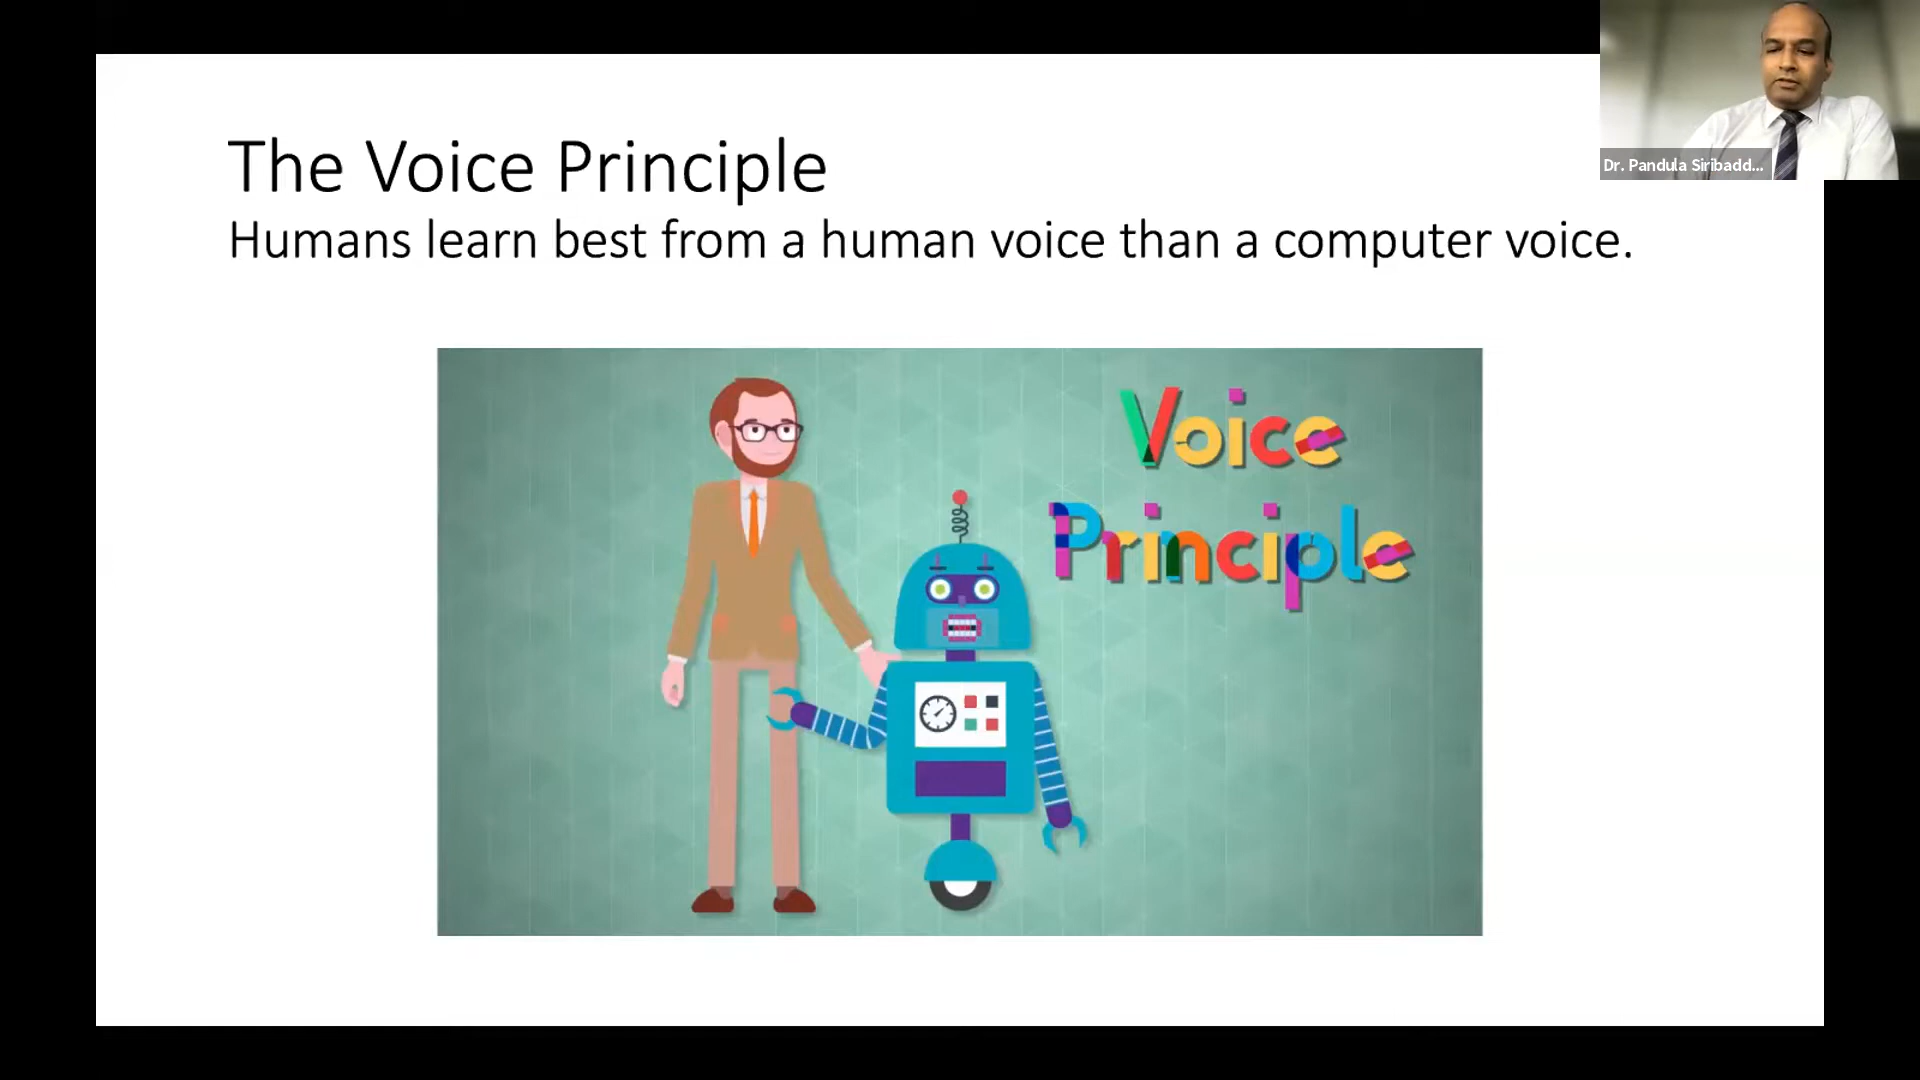 The Voice Principle
Humans learn best from a human voice than a computer voice.
Voice
Principle
Dr. Pandula Siribadd...